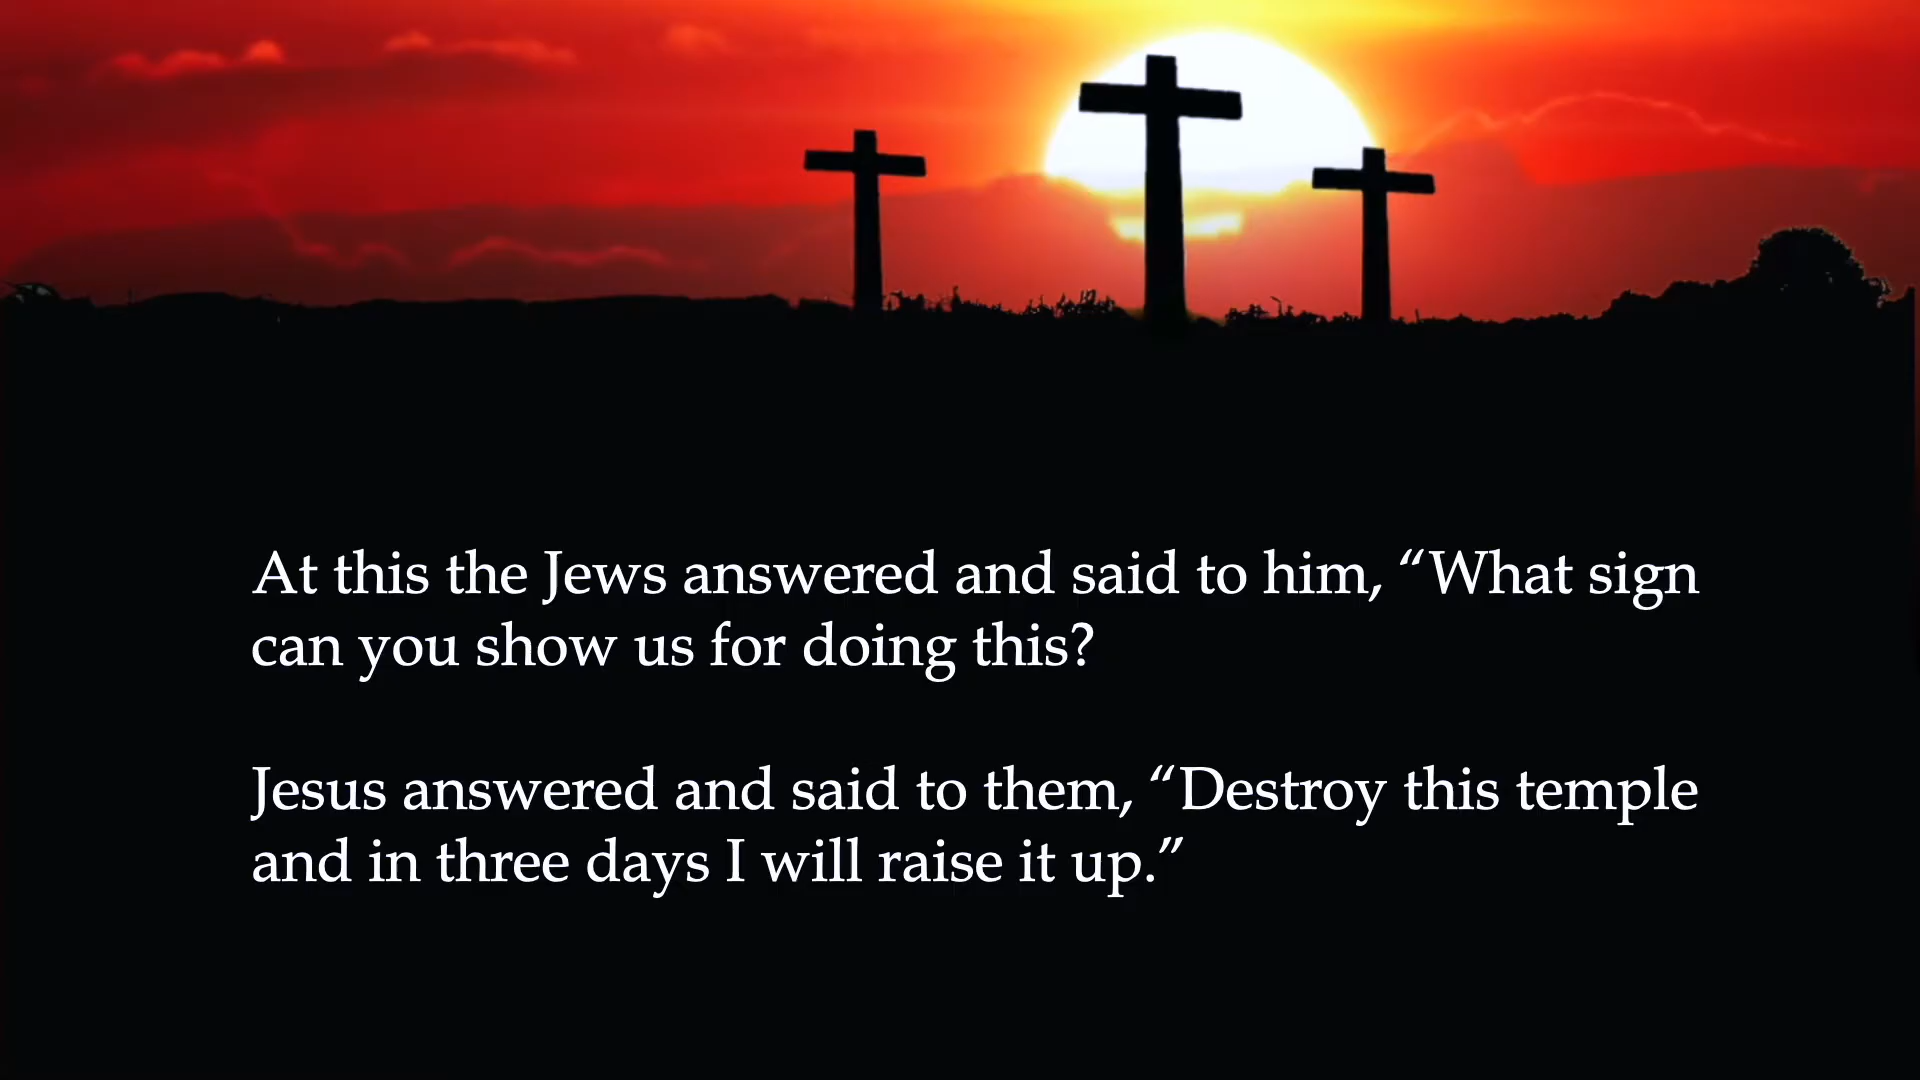 At this the Jews answered and said to him, “What sign
can you show us for doing this?
Jesus answered and said to them, “Destroy this temple
and in three days I will raise it up.”